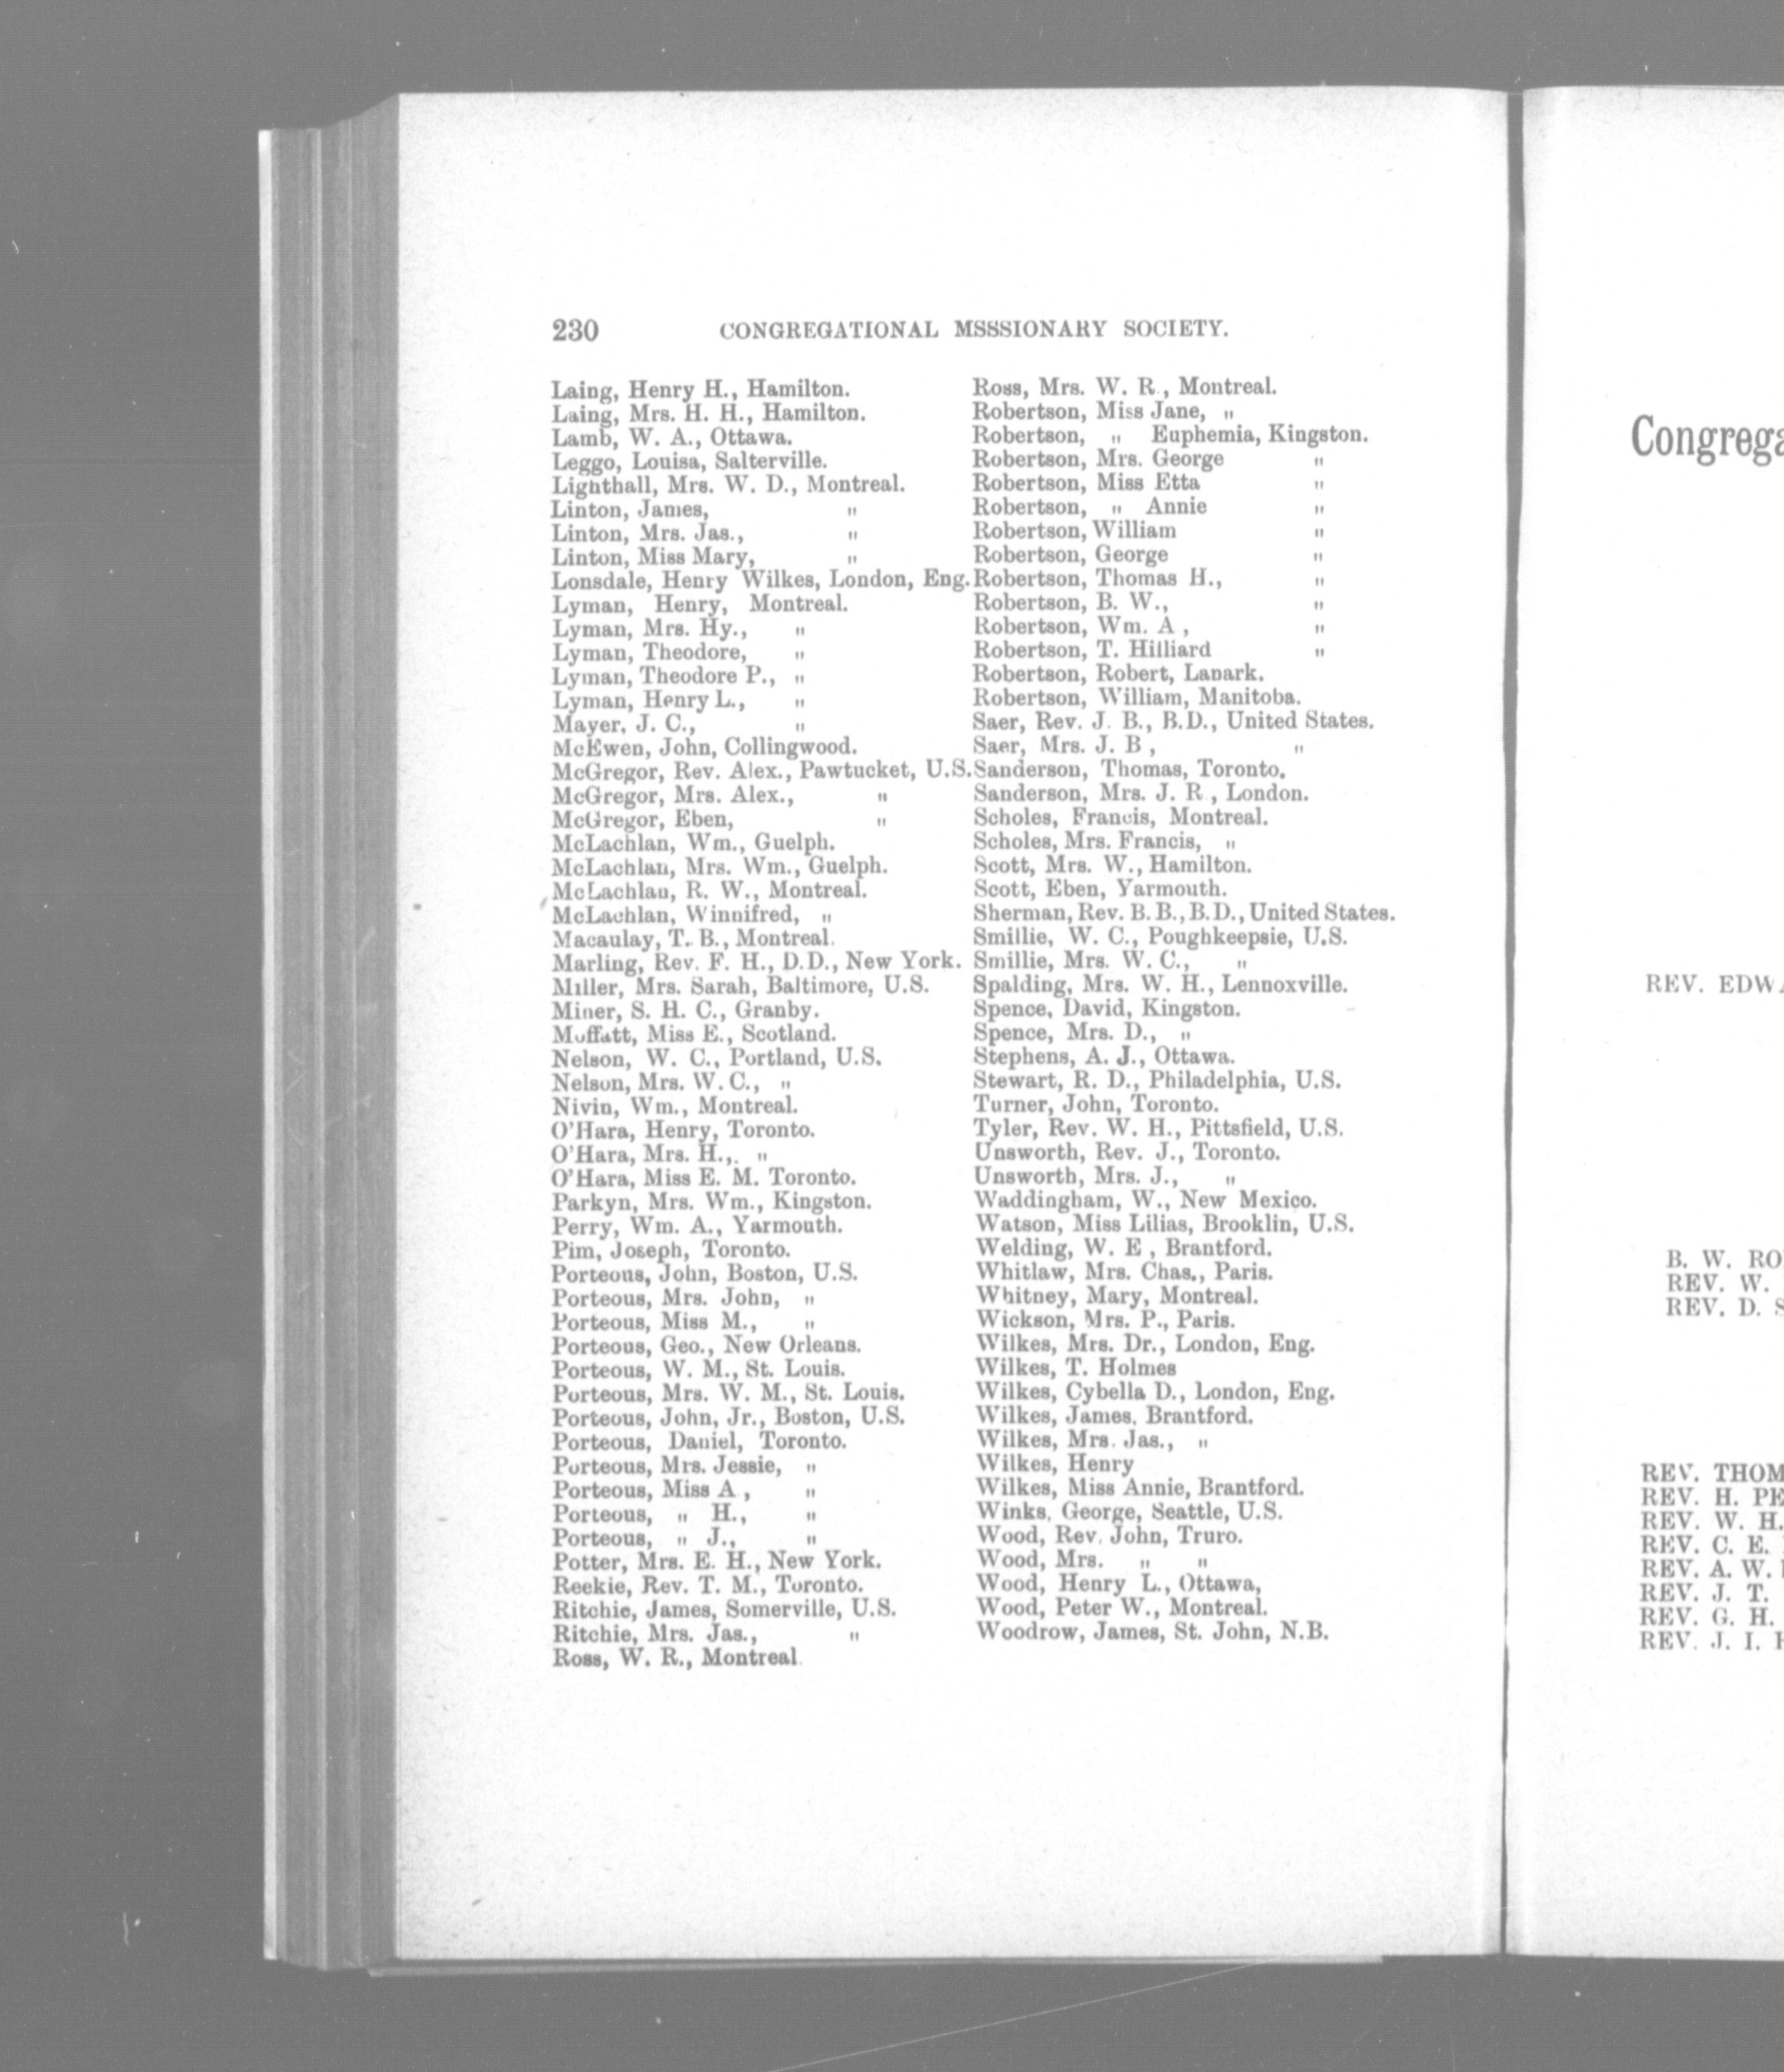 230 CONGREGATIONAL MSSSIONARY SOCIETY.
Laing, Henry H., Hamilton.
Laing, Mrs. H. H., Hamilton.
Lamb, W. A., Ottawa.
Leggo, Louisa, Salterville.
Lighthall, Mrs. W. D., Montreal.
Linton, James, "
Linton, Mrs. Jas., "
Linton, Miss Mary, "
Lonsdale, Henry Wilkes, London, Eng.
Lyman, Henry, Montreal.
Lyman, Mrs. Hy., "
Lyman, Theodore, "
Lyman, Theodore P., "
Lyman, Henry L., "
Mayer, J. C., "
McEwen, John, Collingwood.
McGregor, Rev. Alex., Pawtucket, U.S.
McGregor, Mrs. Alex., "
McGregor, Eben, "
McLachlan, Wm., Guelph.
McLachlan, Mrs. Wm., Guelph.
McLachlan, R. W., Montreal.
McLachlan, Winnifred, "
Macaulay, T. B., Montreal.
Marling, Rev. F. H., D.D., New York.
Miller, Mrs. Sarah, Baltimore, U.S.
Miner, S. H. C., Granby.
Moffatt, Miss E., Scotland.
Nelson, W. C., Portland, U.S.
Nelson, Mrs. W. C., "
Nivin, Wm., Montreal.
O'Hara, Henry, Toronto.
O'Hara, Mrs. H.,. "
O'Hara, Miss E. M. Toronto.
Parkyn, Mrs. Wm., Kingston.
Perry, Wm. A., Yarmouth.
Pim, Joseph, Toronto.
Porteous, John, Boston, U.S.
Porteous, Mrs. John, "
Porteous, Miss M., "
Porteous, Geo., New Orleans.
Porteous, W. M., St. Louis.
Porteous, Mrs. W. M., St. Louis.
Porteous, John, Jr., Boston, U.S.
Porteous, Daniel, Toronto.
Porteous, Mrs. Jessie, "
Porteous, Miss A , "
Porteous, " H., "
Porteous, " J., "
Potter, Mrs. E. H., New York.
Reekie, Rev. T. M., Toronto.
Ritchie, James, Somerville, U.S.
Ritchie, Mrs. Jas., "
Ross, W. R., Montreal.
Ross, Mrs. W. R., Montreal.
Robertson, Miss Jane, "
Robertson, " Euphemia, Kingston.
Robertson, Mrs. George "
Robertson, Miss Etta "
Robertson, " Annie "
Robertson, William "
Robertson, George "
Robertson, Thomas H., "
Robertson, B. W., "
Robertson, Wm. A , "
Robertson, T. Hilliard "
Robertson, Robert, Lanark.
Robertson, William, Manitoba.
Saer, Rev. J. B., B.D., United States.
Saer, Mrs. J. B , "
Sanderson, Thomas, Toronto.
Sanderson, Mrs. J. R , London.
Scholes, Francis, Montreal.
Scholes, Mrs. Francis, "
Scott, Mrs. W., Hamilton.
Scott, Eben, Yarmouth.
Sherman, Rev. B. B., B.D., United States.
Smillie, W. C., Poughkeepsie, U.S.
Smillie, Mrs. W. C., "
Spalding, Mrs. W. H., Lennoxville.
Spence, David, Kingston.
Spence, Mrs. D., "
Stephens, A. J., Ottawa.
Stewart, R. D., Philadelphia, U.S.
Turner, John, Toronto.
Tyler, Rev. W. H., Pittsfield, U.S.
Unsworth, Rev. J., Toronto.
Unsworth, Mrs. J., "
Waddingham, W., New Mexico.
Watson, Miss Lilias, Brooklin, U.S.
Welding, W. E , Brantford.
Whitlaw, Mrs. Chas., Paris.
Whitney, Mary, Montreal.
Wickson, Mrs. P., Paris.
Wilkes, Mrs. Dr., London, Eng.
Wilkes, T. Holmes
Wilkes, Cybella D., London, Eng.
Wilkes, James, Brantford.
Wilkes, Mrs. Jas., "
Wilkes, Henry
Wilkes, Miss Annie, Brantford.
Winks, George, Seattle, U.S.
Wood, Rev. John, Truro.
Wood, Mrs. " "
Wood, Henry L., Ottawa,
Wood, Peter W., Montreal.
Woodrow, James, St. John, N.B.
Congrega
REV. EDWA
B. W. RO
REV. W.
REV. D. S
REV. THOM
REV. H. PE
REV. W. H.
REV. C. E.
REV. A. W.
REV. J. T.
REV. G. H.
REV. J. I.